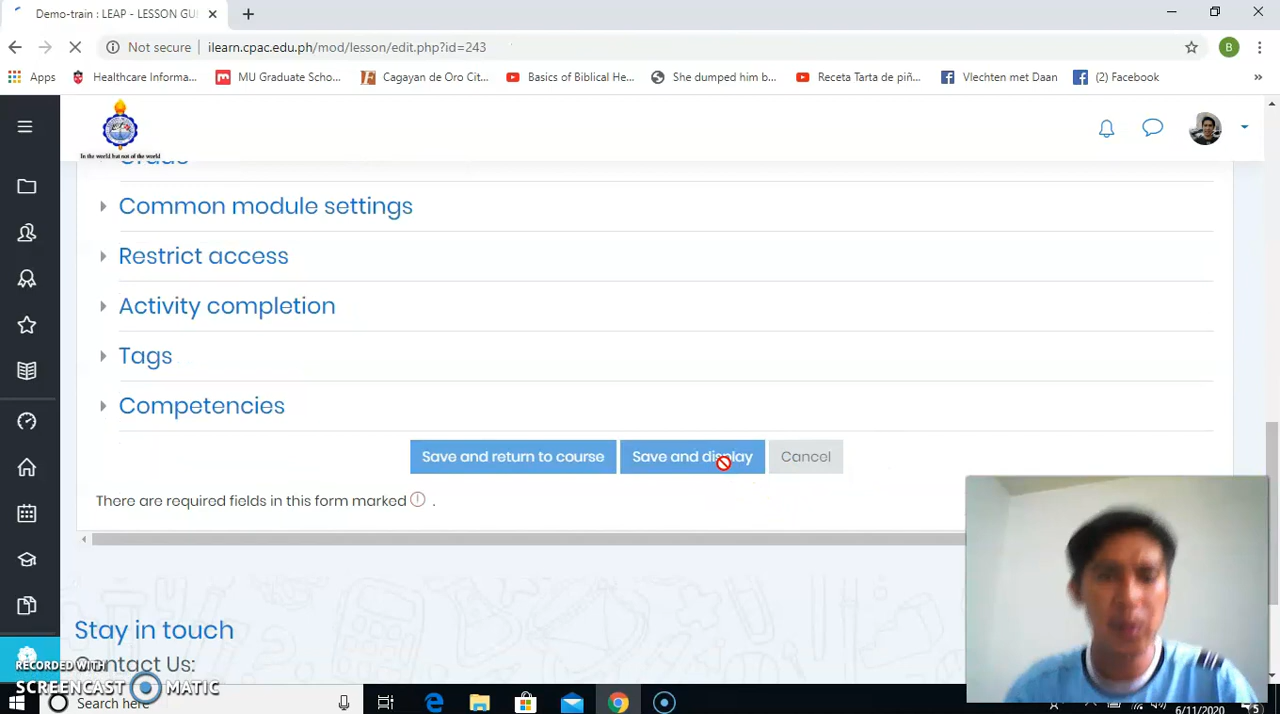 Demo-train : LEAP - LESSON GU
Not secure
ilearn.cpac.edu.ph/mod/lesson/edit.php?id=243
B
Apps
Healthcare Informa...
MU Graduate Scho...
Cagayan de Oro Cit...
Basics of Biblical He...
She dumped him b...
Receta Tarta de piñ...
Vlechten met Daan
(2) Facebook
»
In the world but not of the world
Common module settings
Restrict access
Activity completion
Tags
Competencies
Save and return to course
Save and display
Cancel
There are required fields in this form marked .
Stay in touch
Contact Us:
RECORDED WITH
SCREENCAST MATIC
Search here
6/11/2020
5